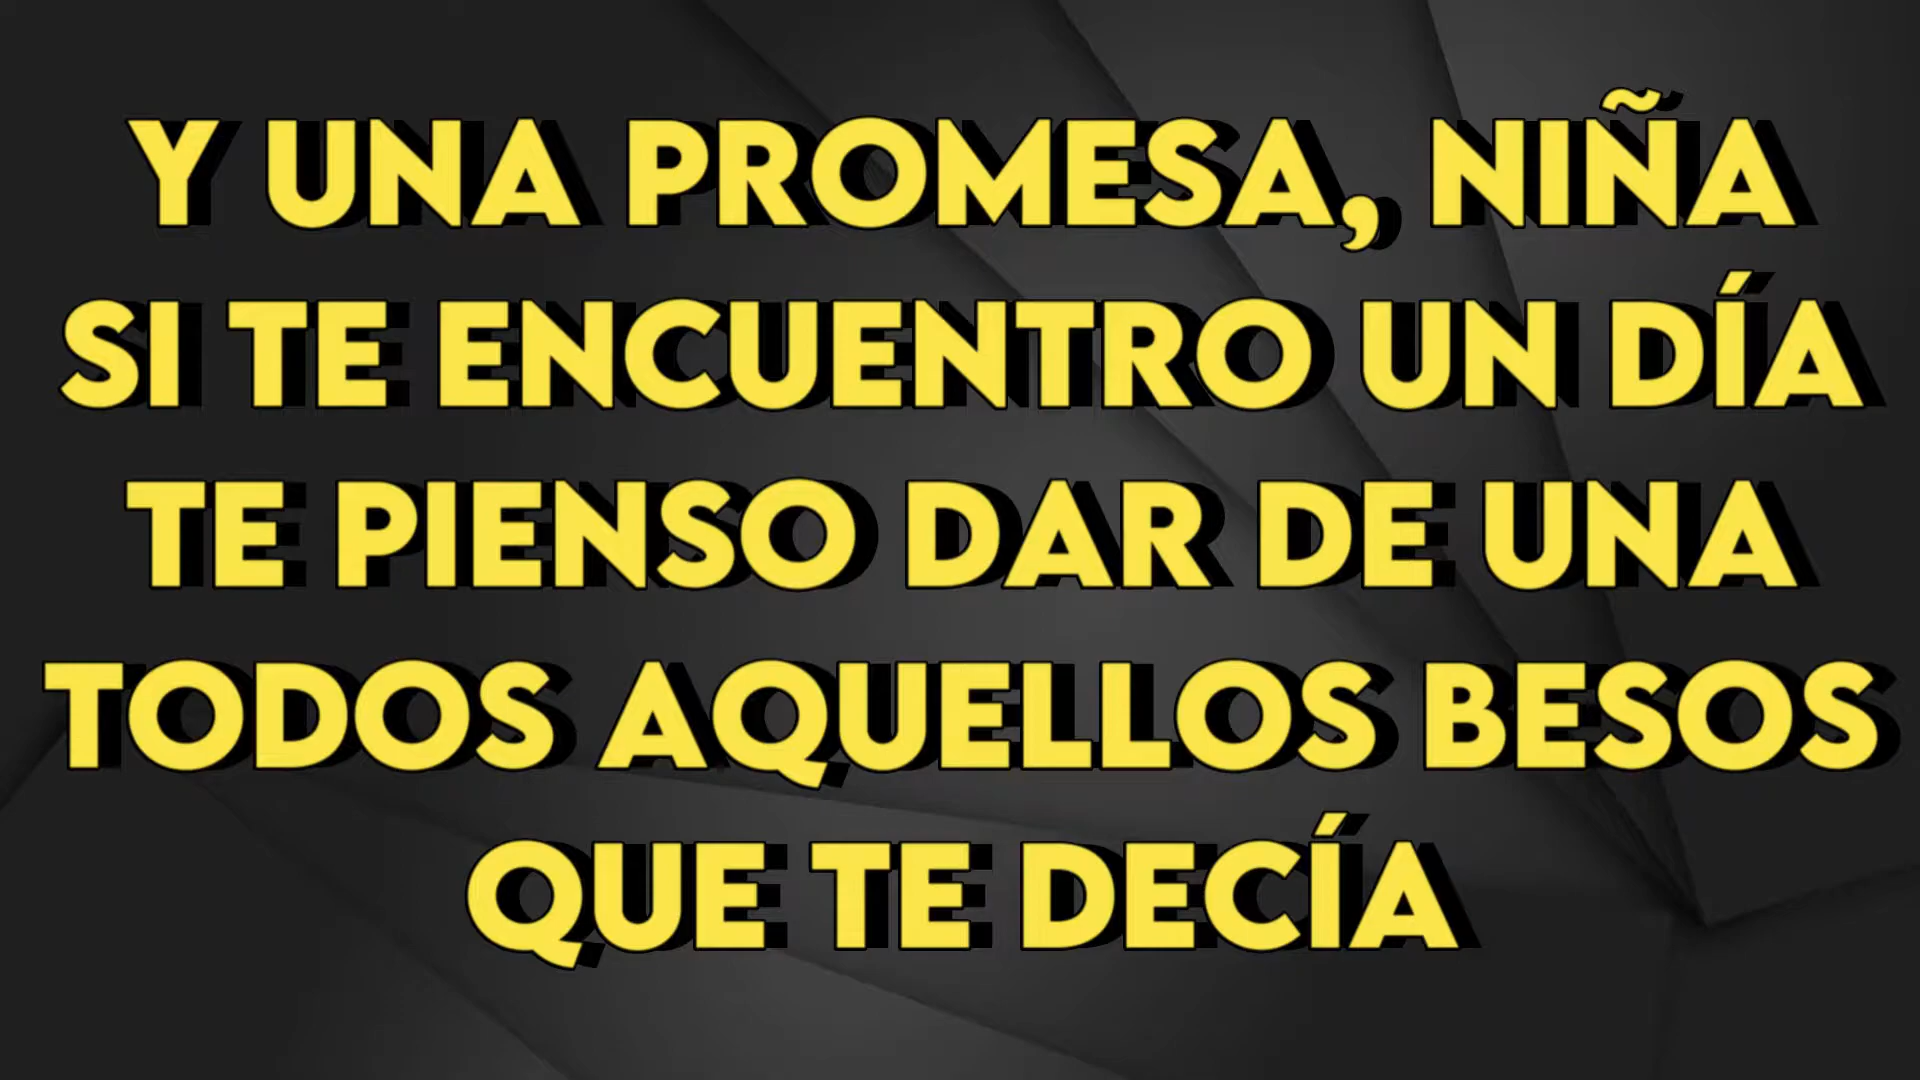 Y UNA PROMESA, NIÑA
SI TE ENCUENTRO UN DÍA
TE PIENSO DAR DE UNA
TODOS AQUELLOS BESOS
QUE TE DECÍA